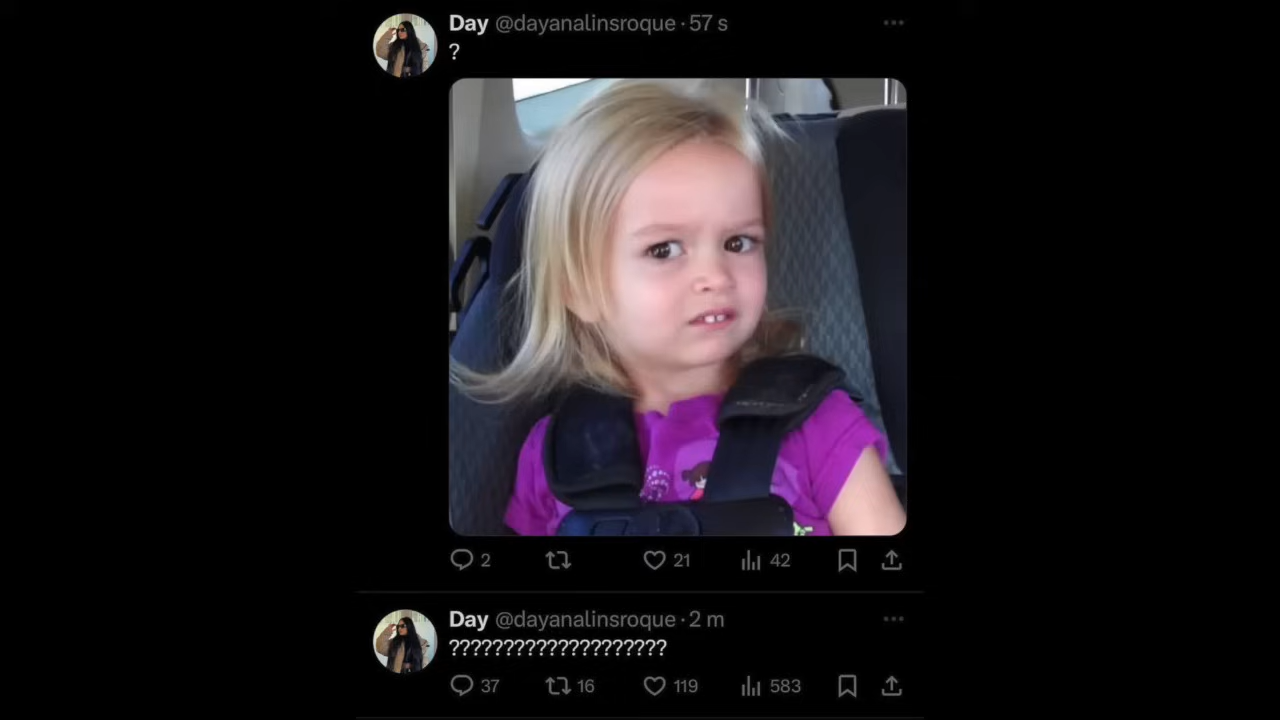 Day @dayanalinsroque · 57 s
?
2 21 42
Day @dayanalinsroque · 2 m
????????????????????
37 16 119 583